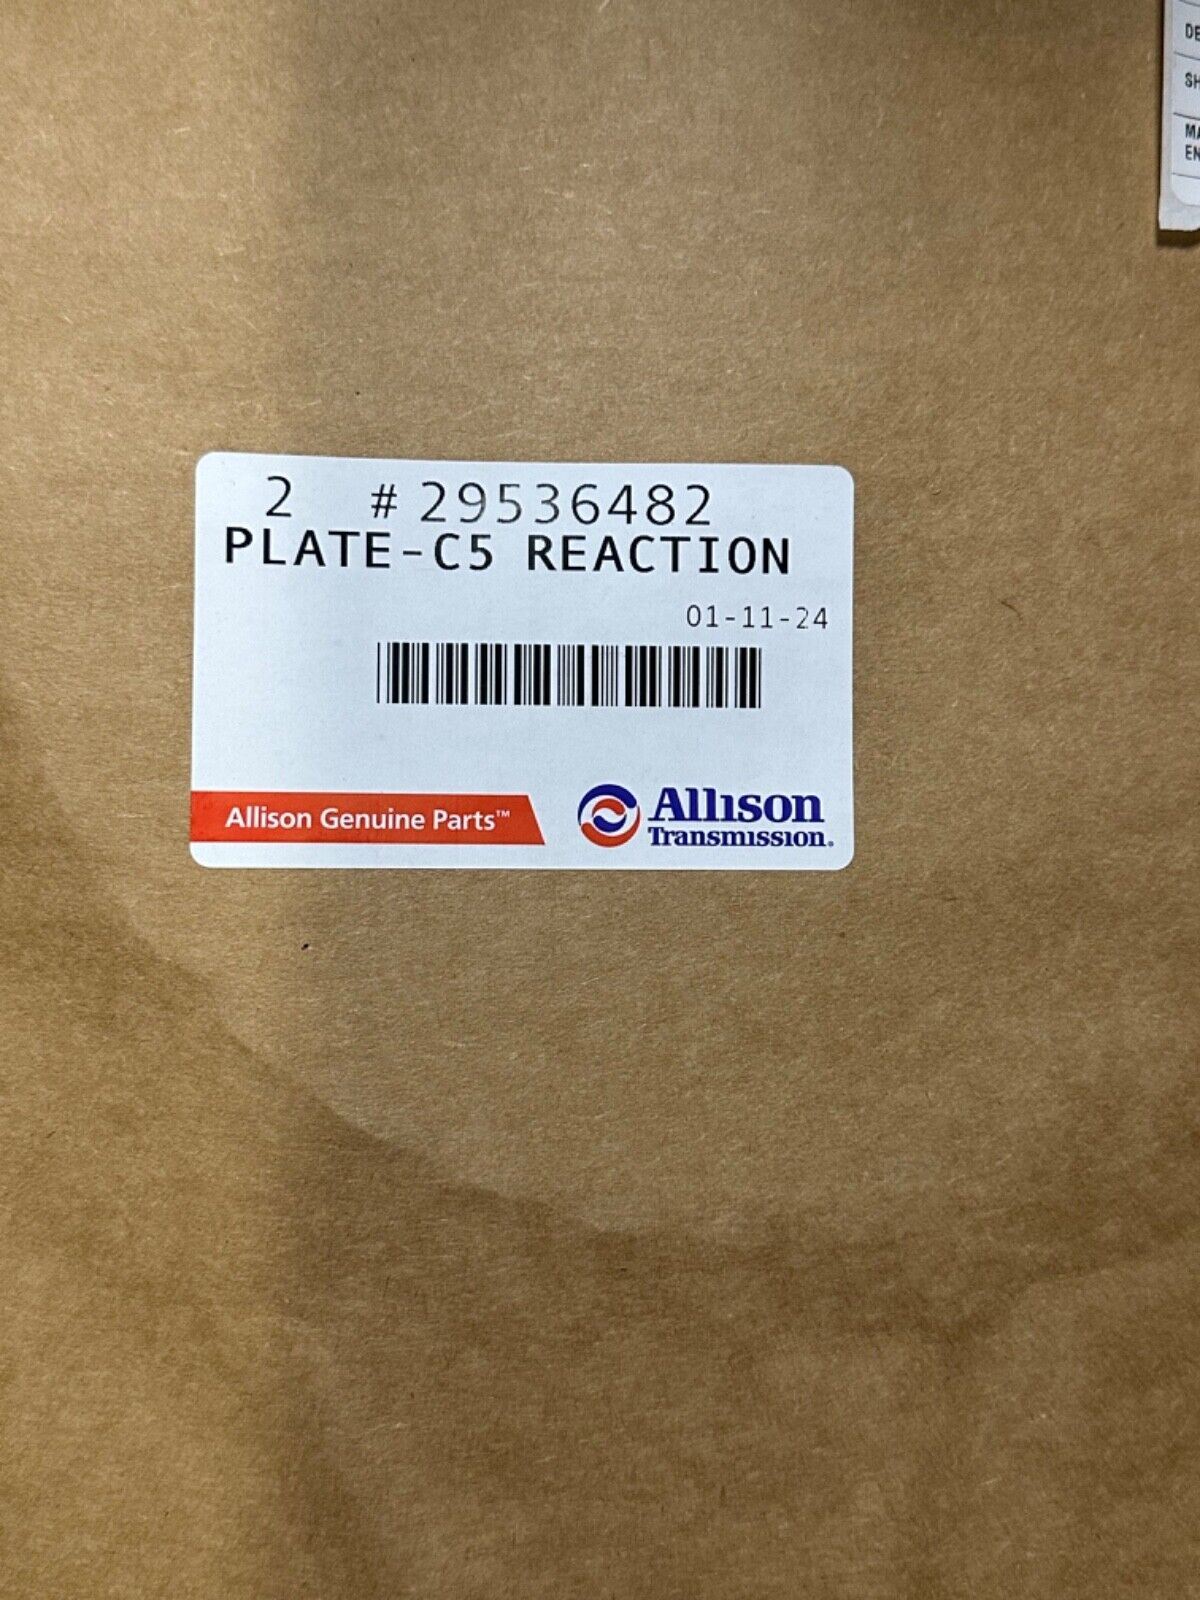 2 #29536482
PLATE-C5 REACTION
01-11-24
Allison Genuine Parts™
Allison
Transmission.